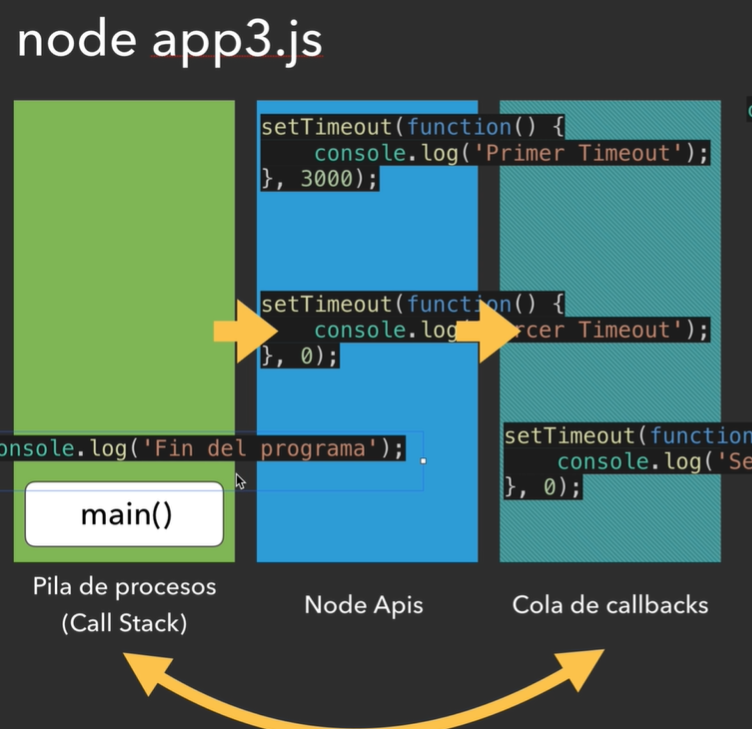 node app3.js
setTimeout(function() {
console.log('Primer Timeout');
}, 3000);
setTimeout(function() {
console.log( rcer Timeout');
}, 0);
onsole.log('Fin del programa');
setTimeout(function
console.log('Se
}, 0);
main()
Pila de procesos
(Call Stack)
Node Apis
Cola de callbacks